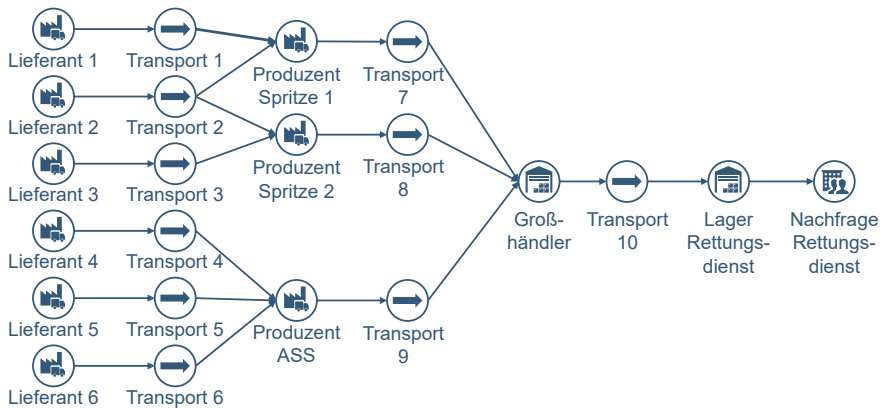 Lieferant 1
Transport 1
Produzent
Spritze 1
Transport
7
Lieferant 2
Transport 2
Produzent
Spritze 2
Transport
8
Lieferant 3
Transport 3
Groß-
händler
Transport
10
Lager
Rettungs-
dienst
Nachfrage
Rettungs-
dienst
Lieferant 4
Transport 4
Lieferant 5
Transport 5
Produzent
ASS
Transport
9
Lieferant 6
Transport 6